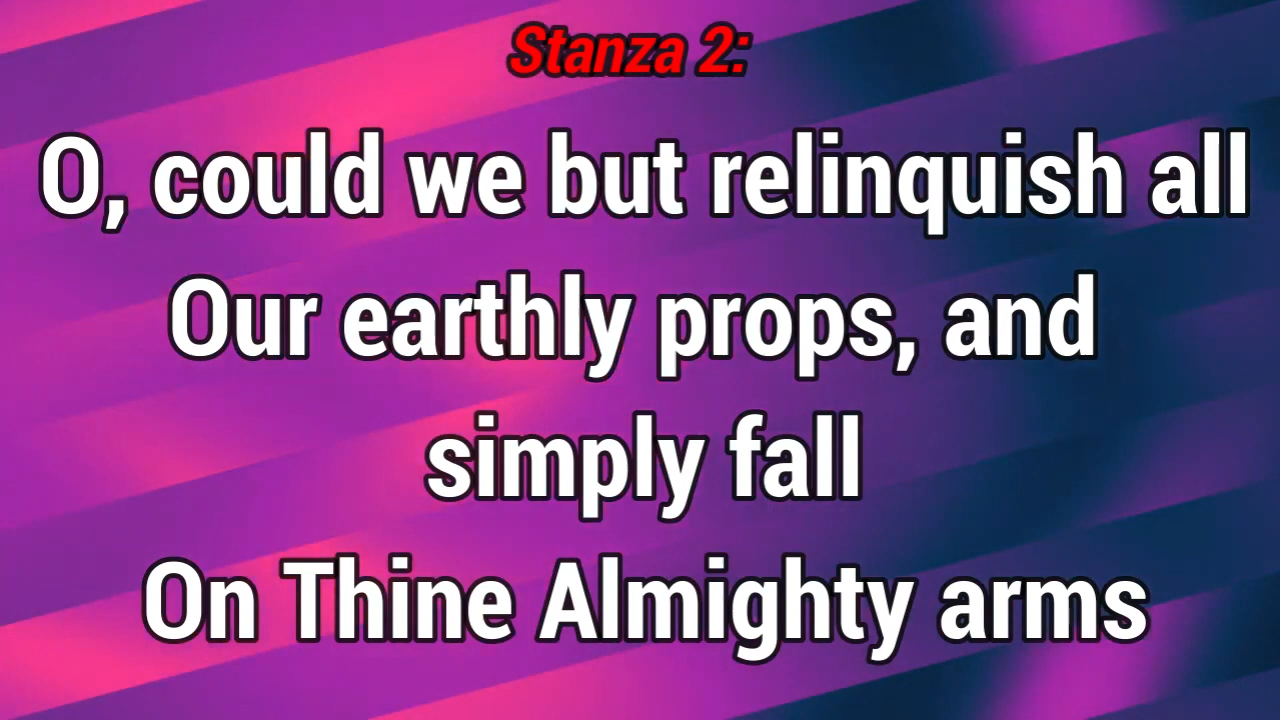 Stanza 2:
O, could we but relinquish all
Our earthly props, and
simply fall
On Thine Almighty arms